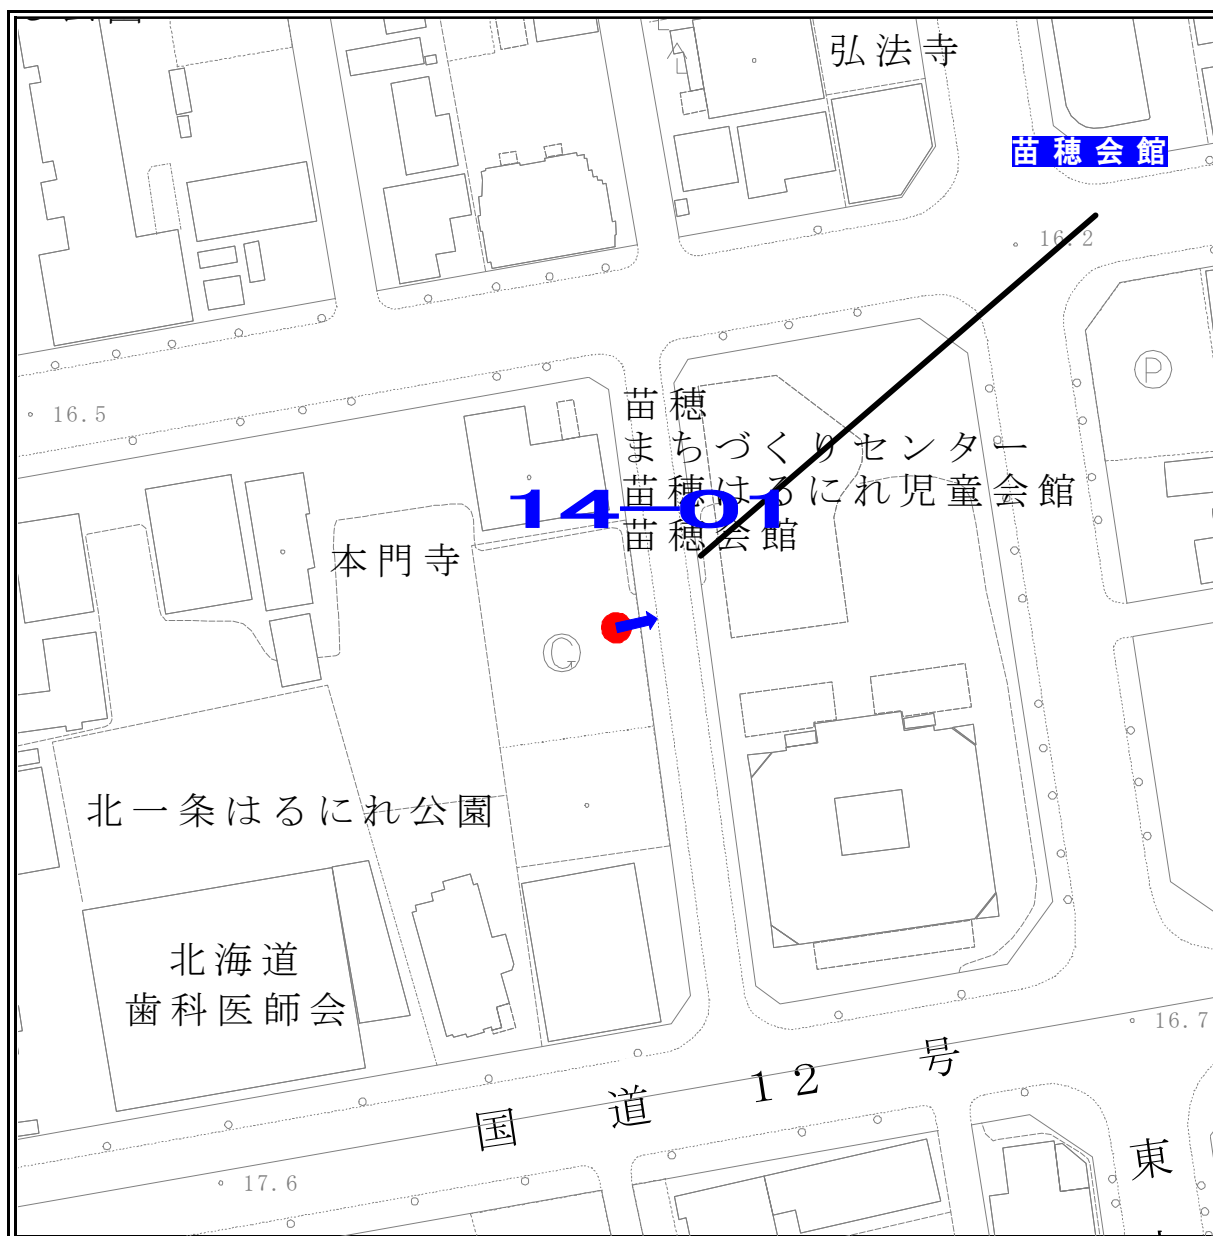 弘法寺
苗穂会館
16.2
P
16.5
苗穂
まちづくりセンター
苗穂はるにれ児童会館
苗穂会館
14—01
本門寺
G
北一条はるにれ公園
北海道
歯科医師会
16.7
国道12号
東
17.6